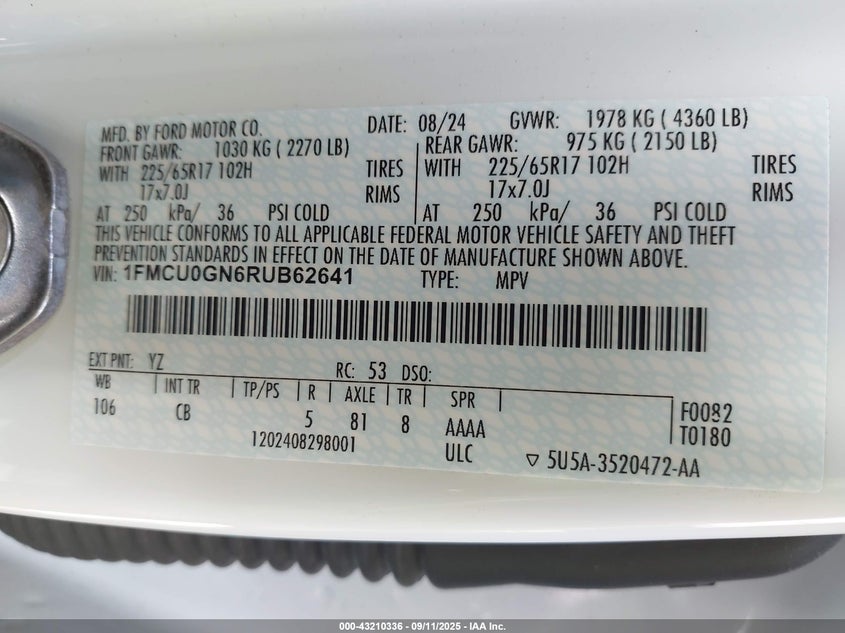 MFD. BY FORD MOTOR CO. DATE: 08/24 GVWR: 1978 KG ( 4360 LB)
FRONT GAWR: 1030 KG ( 2270 LB) REAR GAWR: 975 KG ( 2150 LB)
WITH 225/65R17 102H TIRES WITH 225/65R17 102H TIRES
17x7.0J RIMS 17x7.0J RIMS
AT 250 kPa/ 36 PSI COLD AT 250 kPa/ 36 PSI COLD
THIS VEHICLE CONFORMS TO ALL APPLICABLE FEDERAL MOTOR VEHICLE SAFETY AND THEFT
PREVENTION STANDARDS IN EFFECT ON THE DATE OF MANUFACTURE SHOWN ABOVE.
VIN: 1FMCU0GN6RUB62641 TYPE: MPV
EXT PNT: YZ RC: 53 DSO:
WB INT TR TP/PS R AXLE TR SPR
106 CB 5 81 8 AAAA
F0082
T0180
1202408298001 ULC ▽ 5U5A-3520472-AA
000-43210336 - 09/11/2025 - IAA Inc.